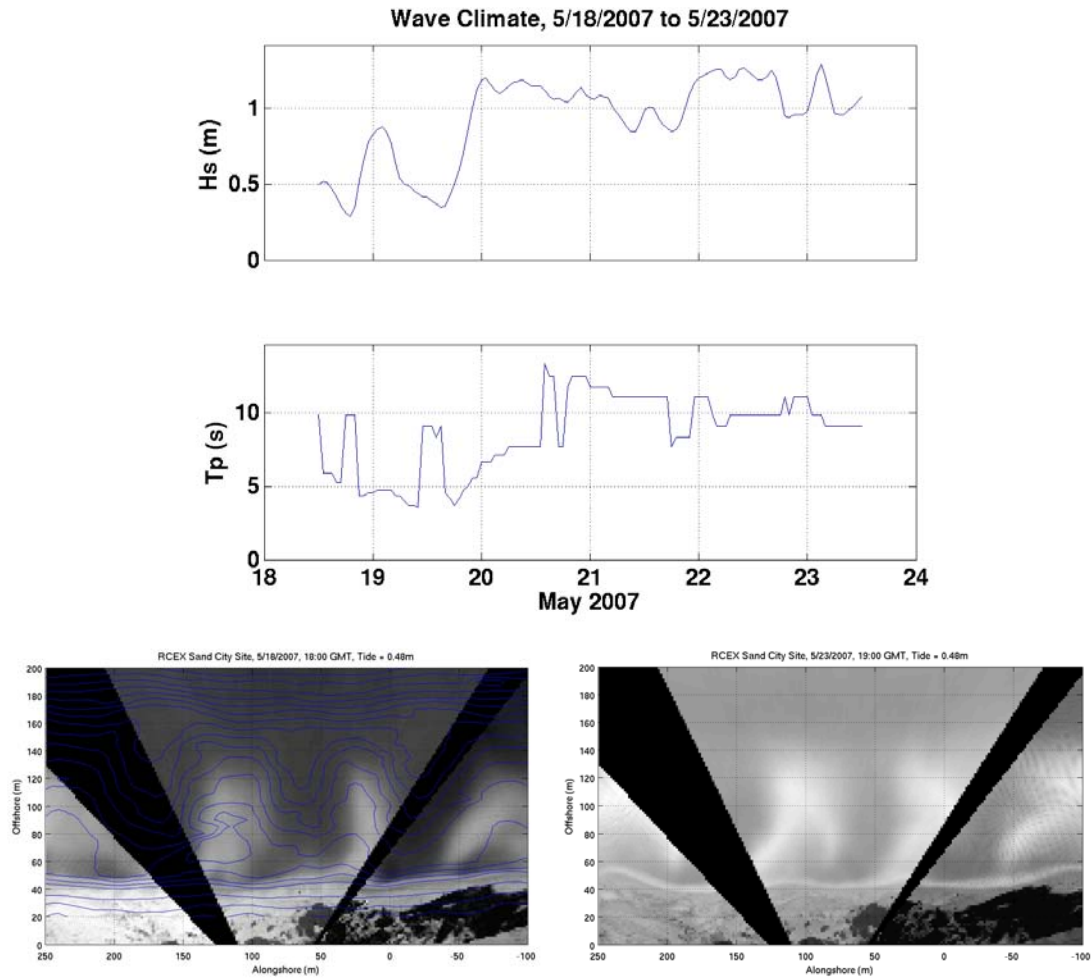 Wave Climate, 5/18/2007 to 5/23/2007
Hs (m)
1
0.5
0
Tp (s)
10
5
0
18 19 20 21 22 23 24
May 2007
RCEX Sand City Site, 5/18/2007, 18:00 GMT, Tide = 0.48m
Offshore (m)
200
180
160
140
120
100
80
60
40
20
0
250 200 150 100 50 0 -50 -100
Alongshore (m)
RCEX Sand City Site, 5/23/2007, 19:00 GMT, Tide = 0.48m
Offshore (m)
200
180
160
140
120
100
80
60
40
20
0
250 200 150 100 50 0 -50 -100
Alongshore (m)